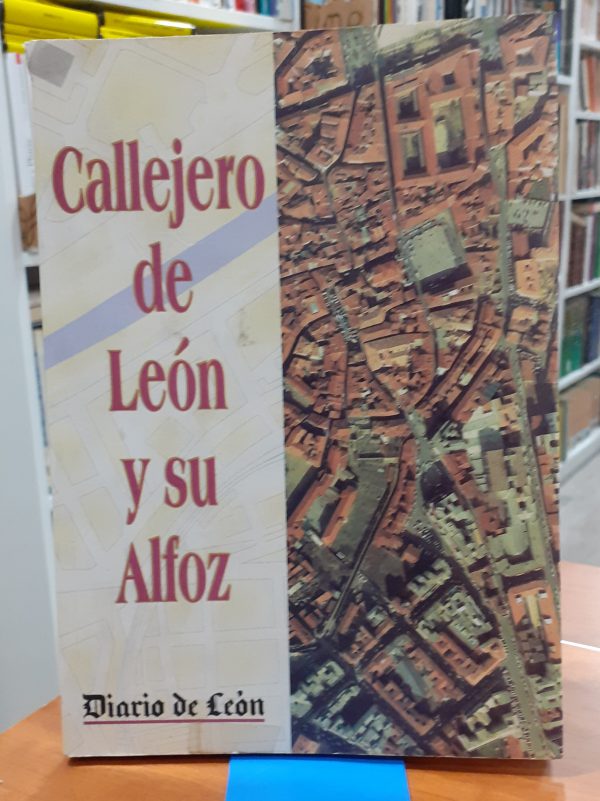 Callejero
de
León
y su
Alfoz
Diario de León